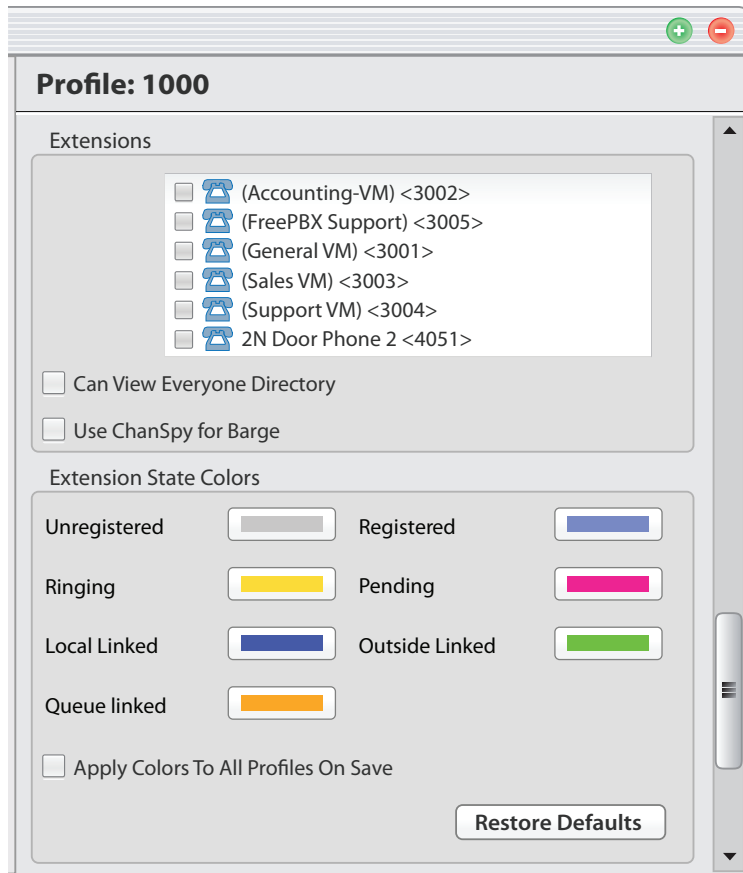 Profile: 1000
Extensions
(Accounting-VM) <3002>
(FreePBX Support) <3005>
(General VM) <3001>
(Sales VM) <3003>
(Support VM) <3004>
2N Door Phone 2 <4051>
Can View Everyone Directory
Use ChanSpy for Barge
Extension State Colors
Unregistered Registered
Ringing Pending
Local Linked Outside Linked
Queue linked
Apply Colors To All Profiles On Save
Restore Defaults